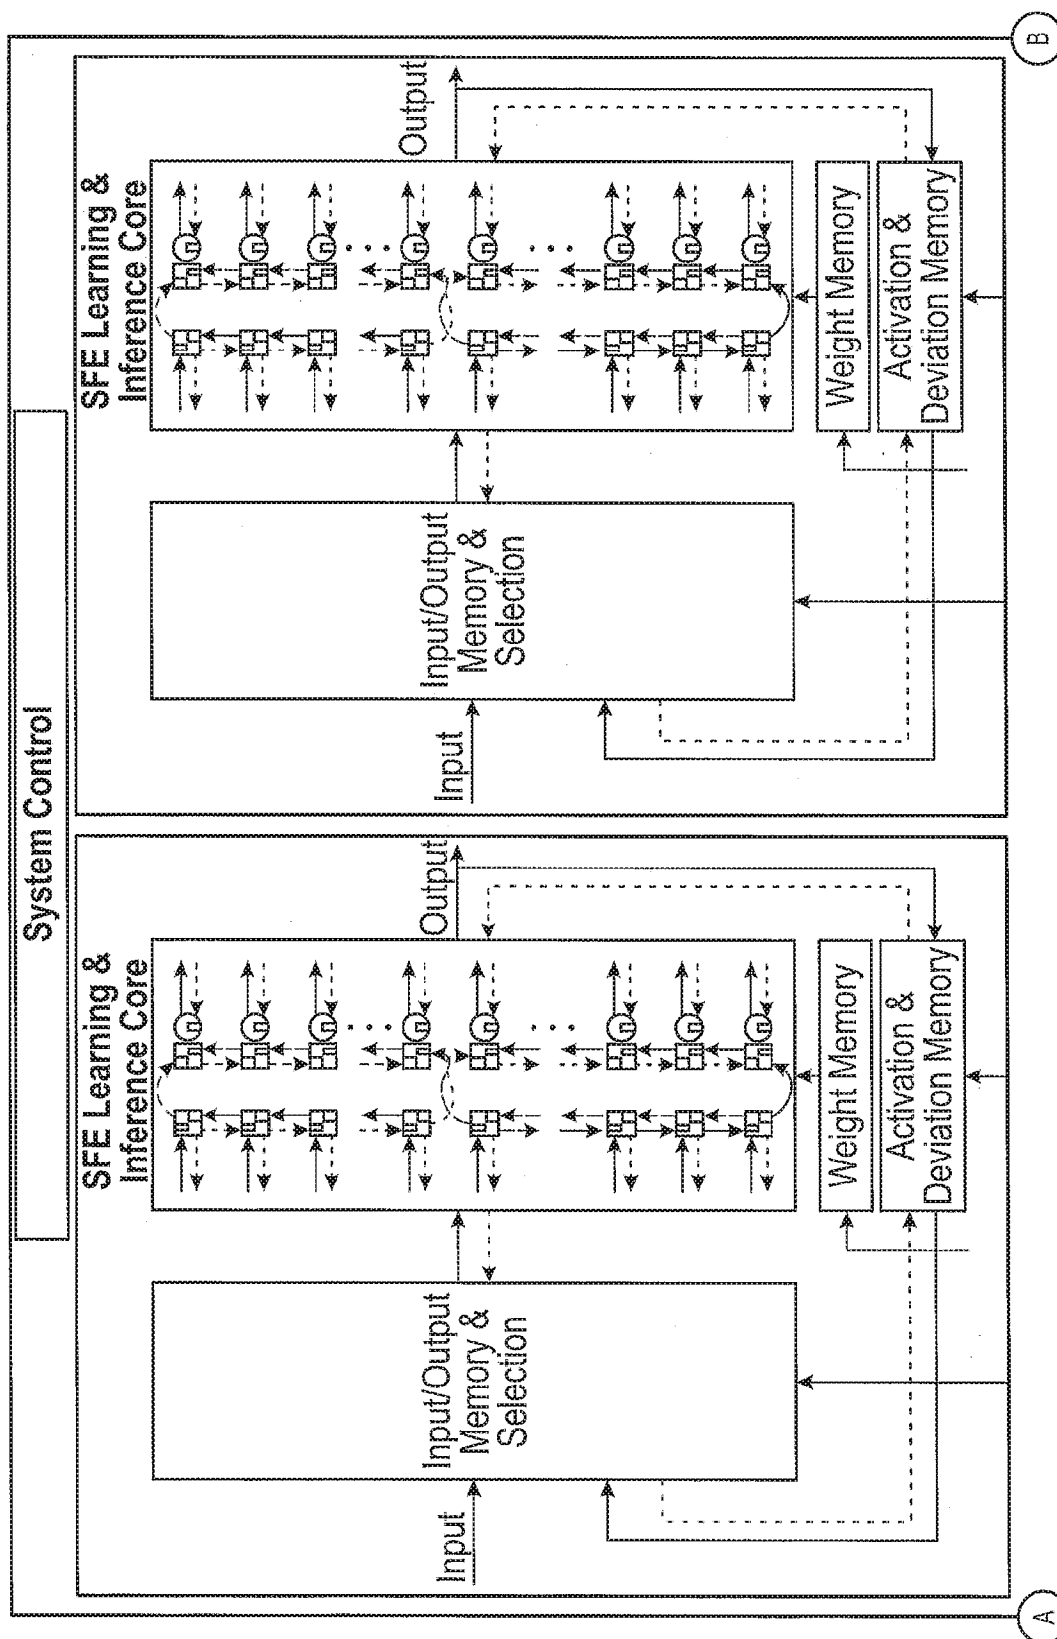 System Control
SFE Learning &
Inference Core
Output
Input/Output
Memory &
Selection
Input
Weight Memory
Activation &
Deviation Memory
SFE Learning &
Inference Core
Output
Input/Output
Memory &
Selection
Input
Weight Memory
Activation &
Deviation Memory
A
B